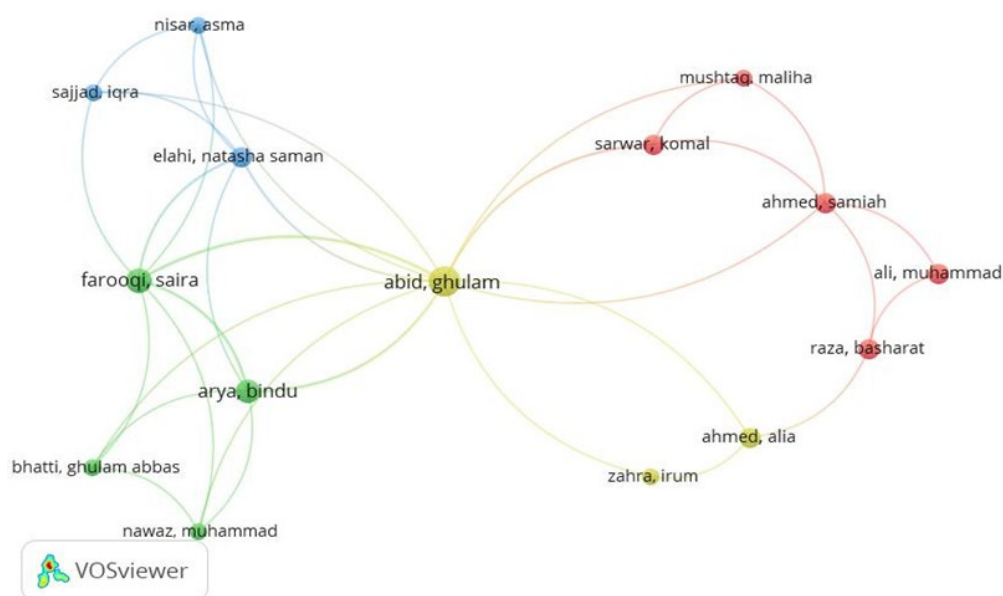 nisar, asma
sajjad, iqra
elahi, natasha saman
farooqi, saira
arya, bindu
bhatti, ghulam abbas
nawaz, muhammad
abid, ghulam
mushtaq, maliha
sarwar, komal
ahmed, samiah
ali, muhammad
raza, basharat
ahmed, alia
zahra, irum
VOSviewer